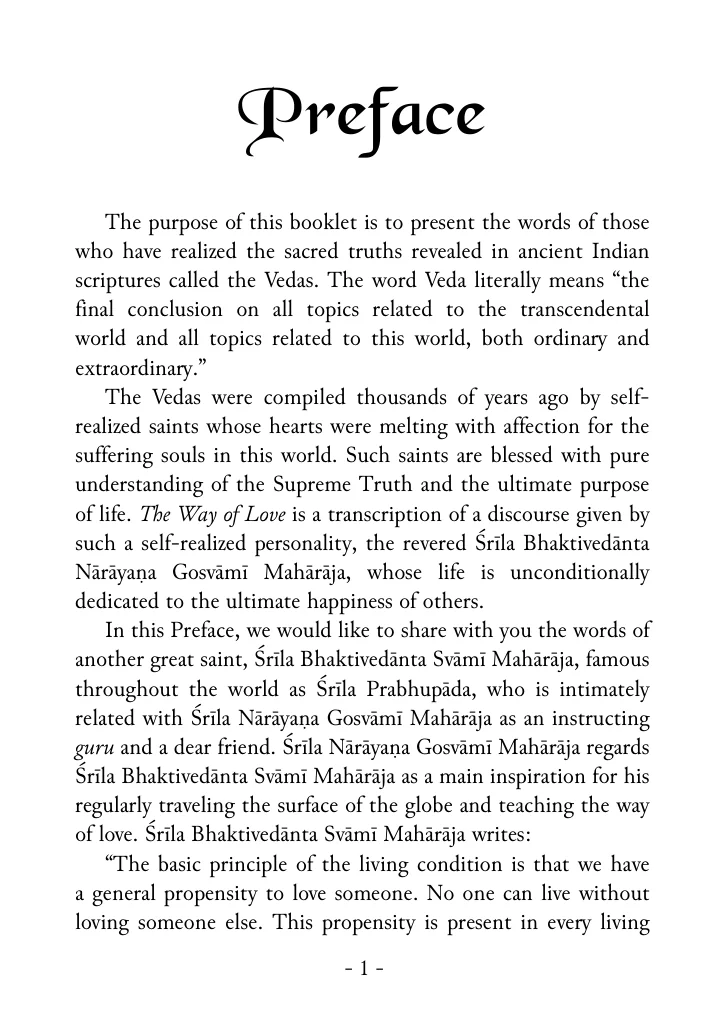 Preface
The purpose of this booklet is to present the words of those
who have realized the sacred truths revealed in ancient Indian
scriptures called the Vedas. The word Veda literally means “the
final conclusion on all topics related to the transcendental
world and all topics related to this world, both ordinary and
extraordinary.”
The Vedas were compiled thousands of years ago by self-
realized saints whose hearts were melting with affection for the
suffering souls in this world. Such saints are blessed with pure
understanding of the Supreme Truth and the ultimate purpose
of life. The Way of Love is a transcription of a discourse given by
such a self-realized personality, the revered Śrīla Bhaktivedānta
Nārāyaṇa Gosvāmī Mahārāja, whose life is unconditionally
dedicated to the ultimate happiness of others.
In this Preface, we would like to share with you the words of
another great saint, Śrīla Bhaktivedānta Svāmī Mahārāja, famous
throughout the world as Śrīla Prabhupāda, who is intimately
related with Śrīla Nārāyaṇa Gosvāmī Mahārāja as an instructing
guru and a dear friend. Śrīla Nārāyaṇa Gosvāmī Mahārāja regards
Śrīla Bhaktivedānta Svāmī Mahārāja as a main inspiration for his
regularly traveling the surface of the globe and teaching the way
of love. Śrīla Bhaktivedānta Svāmī Mahārāja writes:
“The basic principle of the living condition is that we have
a general propensity to love someone. No one can live without
loving someone else. This propensity is present in every living
- 1 -